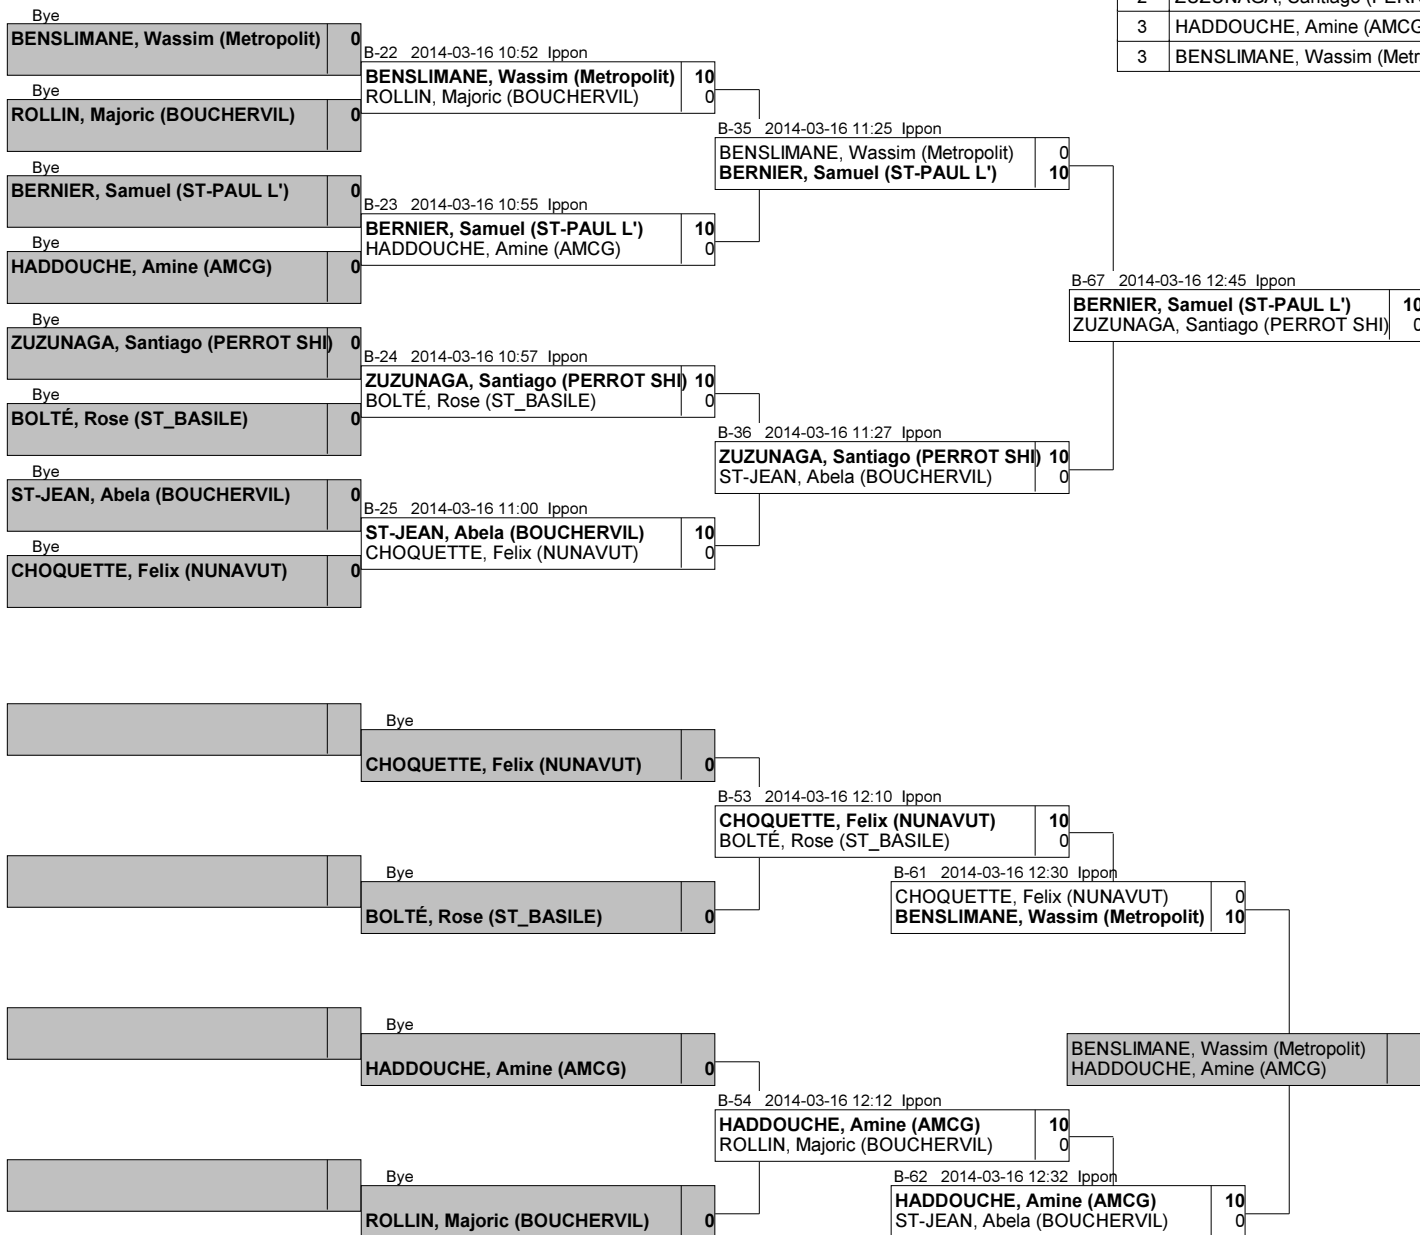 2 ZUZUNAGA, Santiago (PERR
3 HADDOUCHE, Amine (AMCG
3 BENSLIMANE, Wassim (Metr
Bye
BENSLIMANE, Wassim (Metropolit) 0
Bye
ROLLIN, Majoric (BOUCHERVIL) 0
Bye
BERNIER, Samuel (ST-PAUL L') 0
Bye
HADDOUCHE, Amine (AMCG) 0
Bye
ZUZUNAGA, Santiago (PERROT SHI) 0
Bye
BOLTÉ, Rose (ST_BASILE) 0
Bye
ST-JEAN, Abela (BOUCHERVIL) 0
Bye
CHOQUETTE, Felix (NUNAVUT) 0
B-22 2014-03-16 10:52 Ippon
BENSLIMANE, Wassim (Metropolit) 10
ROLLIN, Majoric (BOUCHERVIL) 0
B-23 2014-03-16 10:55 Ippon
BERNIER, Samuel (ST-PAUL L') 10
HADDOUCHE, Amine (AMCG) 0
B-24 2014-03-16 10:57 Ippon
ZUZUNAGA, Santiago (PERROT SHI) 10
BOLTÉ, Rose (ST_BASILE) 0
B-25 2014-03-16 11:00 Ippon
ST-JEAN, Abela (BOUCHERVIL) 10
CHOQUETTE, Felix (NUNAVUT) 0
B-35 2014-03-16 11:25 Ippon
BENSLIMANE, Wassim (Metropolit) 0
BERNIER, Samuel (ST-PAUL L') 10
B-36 2014-03-16 11:27 Ippon
ZUZUNAGA, Santiago (PERROT SHI) 10
ST-JEAN, Abela (BOUCHERVIL) 0
B-67 2014-03-16 12:45 Ippon
BERNIER, Samuel (ST-PAUL L') 10
ZUZUNAGA, Santiago (PERROT SHI) 0
Bye
CHOQUETTE, Felix (NUNAVUT) 0
Bye
BOLTÉ, Rose (ST_BASILE) 0
Bye
HADDOUCHE, Amine (AMCG) 0
Bye
ROLLIN, Majoric (BOUCHERVIL) 0
B-53 2014-03-16 12:10 Ippon
CHOQUETTE, Felix (NUNAVUT) 10
BOLTÉ, Rose (ST_BASILE) 0
B-54 2014-03-16 12:12 Ippon
HADDOUCHE, Amine (AMCG) 10
ROLLIN, Majoric (BOUCHERVIL) 0
B-61 2014-03-16 12:30 Ippon
CHOQUETTE, Felix (NUNAVUT) 0
BENSLIMANE, Wassim (Metropolit) 10
B-62 2014-03-16 12:32 Ippon
HADDOUCHE, Amine (AMCG) 10
ST-JEAN, Abela (BOUCHERVIL) 0
BENSLIMANE, Wassim (Metropolit)
HADDOUCHE, Amine (AMCG)